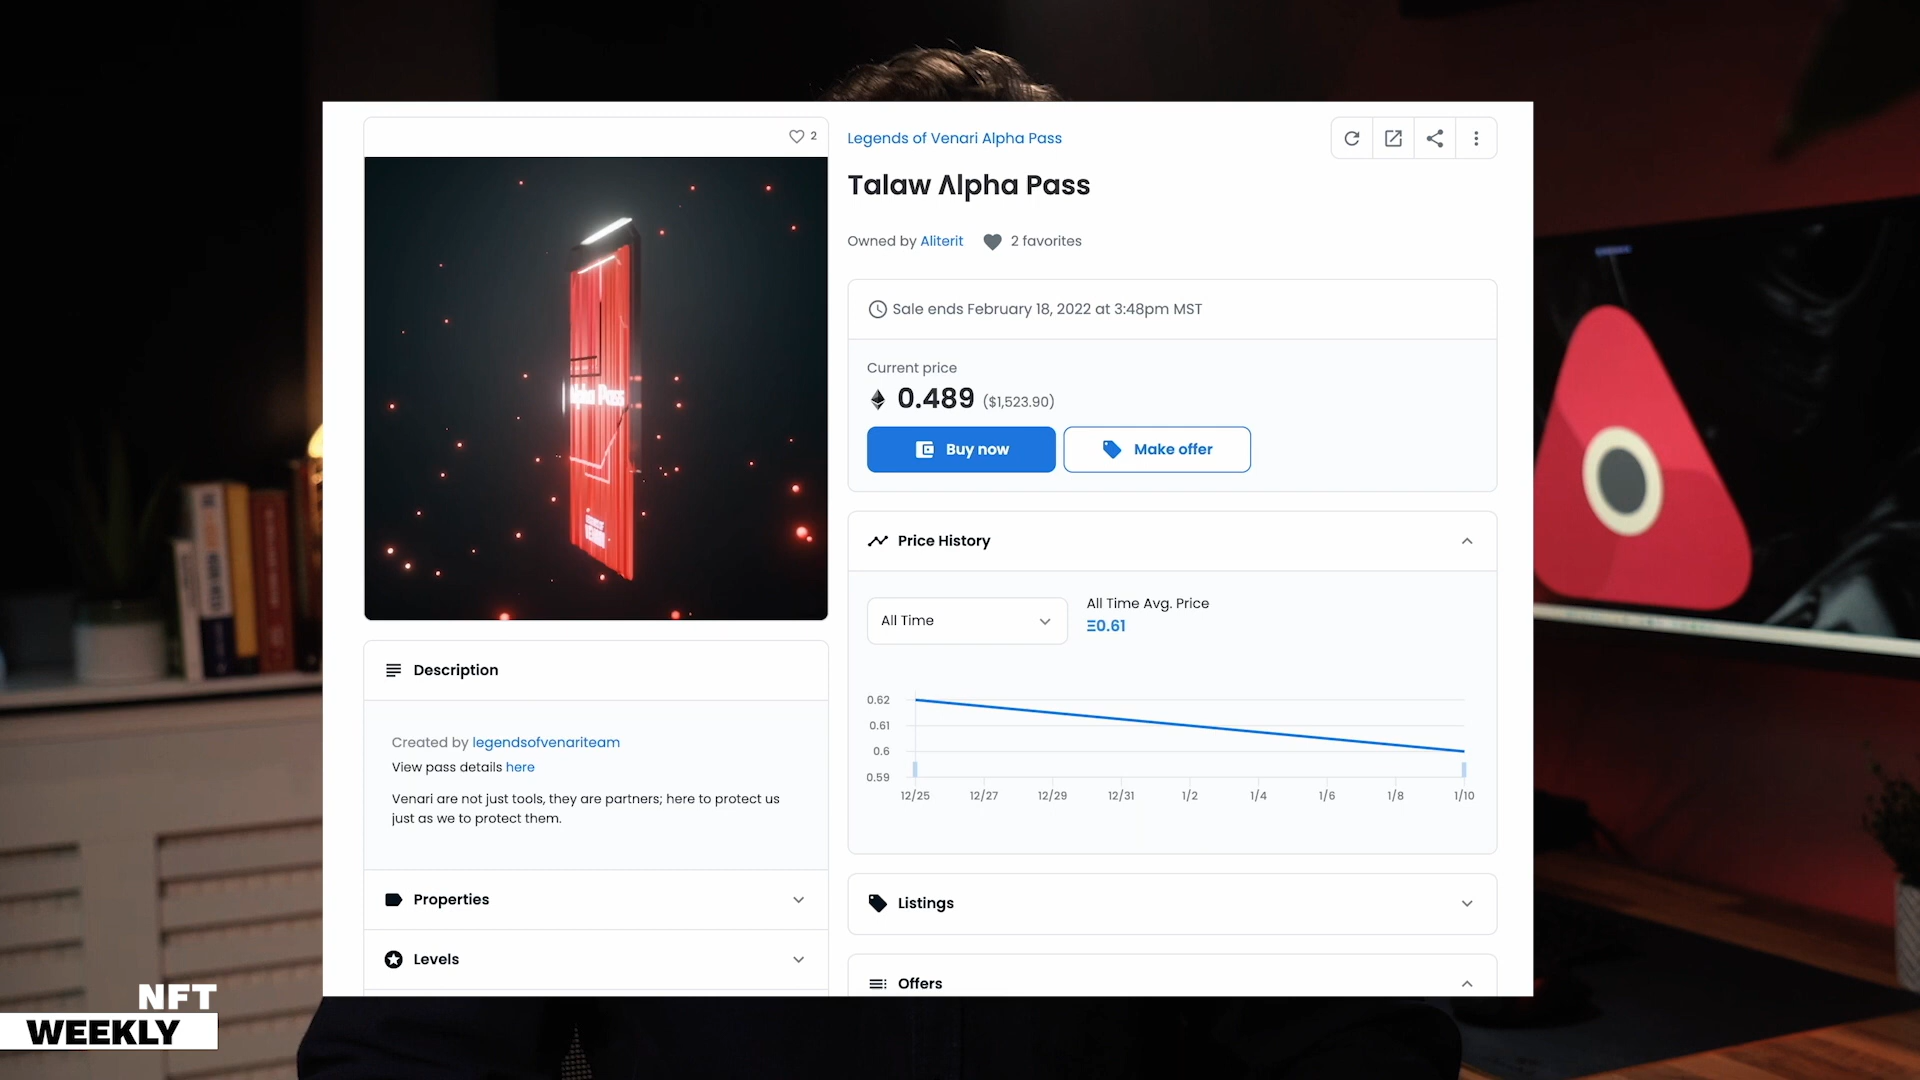 2
Legends of Venari Alpha Pass
Talaw Λlpha Pass
Owned by Aliterit
2 favorites
Sale ends February 18, 2022 at 3:48pm MST
Current price
0.489 ($1,523.90)
Buy now
Make offer
Alpha Pass
VENARI
Price History
All Time
All Time Avg. Price
Ξ0.61
0.62
0.61
0.6
0.59
12/25
12/27
12/29
12/31
1/2
1/4
1/6
1/8
1/10
Description
Created by legendsofvenariteam
View pass details here
Venari are not just tools, they are partners; here to protect us
just as we to protect them.
Properties
Levels
Listings
Offers
NFT
WEEKLY